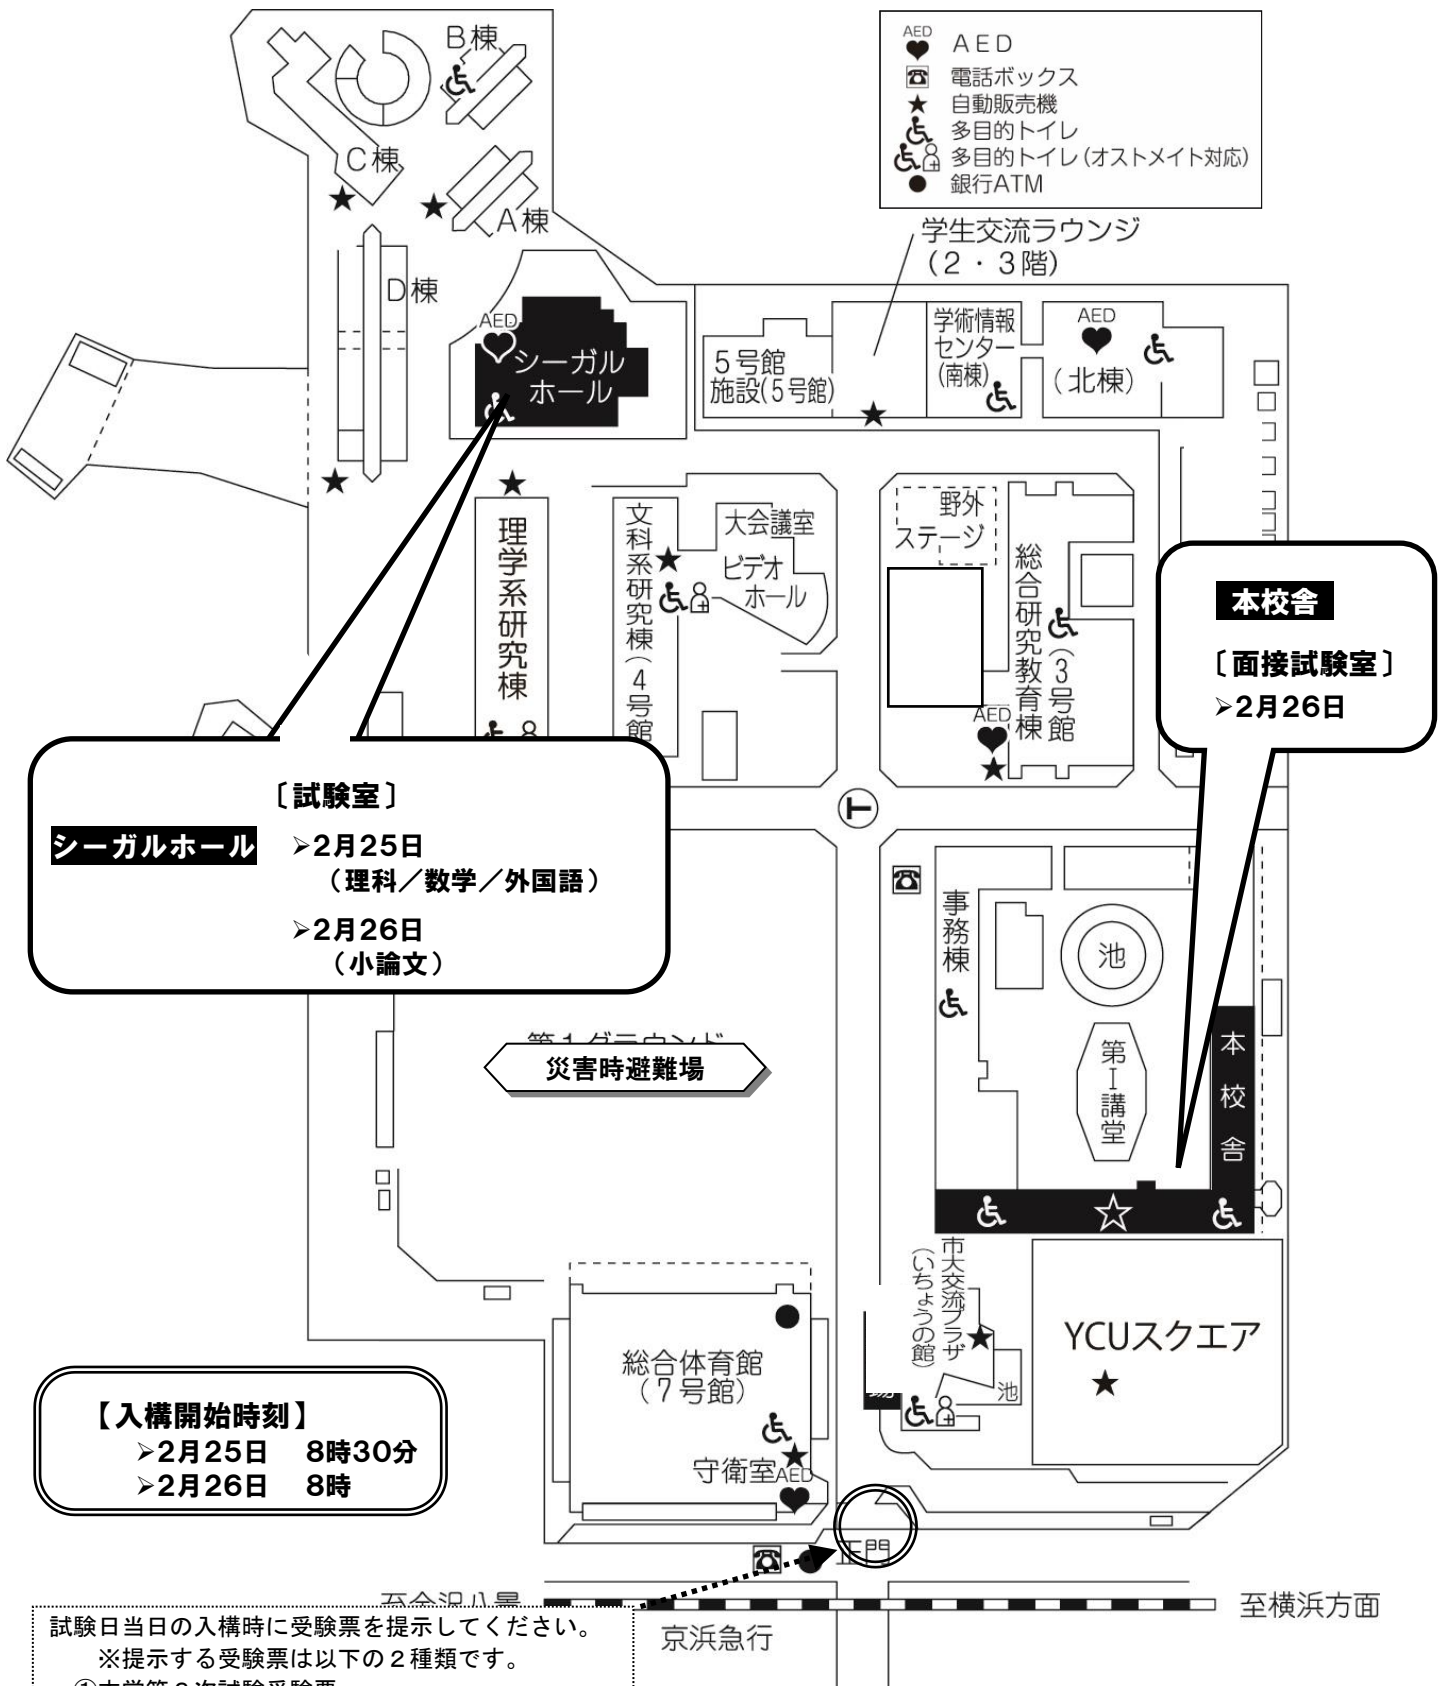 AED
AED
電話ボックス
自動販売機
多目的トイレ
多目的トイレ(オストメイト対応)
銀行ATM
B棟
C棟
A棟
D棟
学生交流ラウンジ
(2・3階)
AED
シーガル
ホール
5号館
施設(5号館)
学術情報
センター
(南棟)
AED
(北棟)
理学系研究棟
文科系研究棟(4号館
大会議室
ビデオ
ホール
野外
ステージ
総合研究教育棟
(3号館)
AED
本校舎
〔面接試験室〕
➢2月26日
〔試験室〕
シーガルホール
➢2月25日
(理科/数学/外国語)
➢2月26日
(小論文)
T
事務棟
池
第I講堂
本校舎
災害時避難場
市大交流プラザ
(いちょうの館)
池
YCUスクエア
総合体育館
(7号館)
守衛室
AED
【入構開始時刻】
➢2月25日 8時30分
➢2月26日 8時
正門
至金沢八景
至横浜方面
京浜急行
試験日当日の入構時に受験票を提示してください。
※提示する受験票は以下の2種類です。